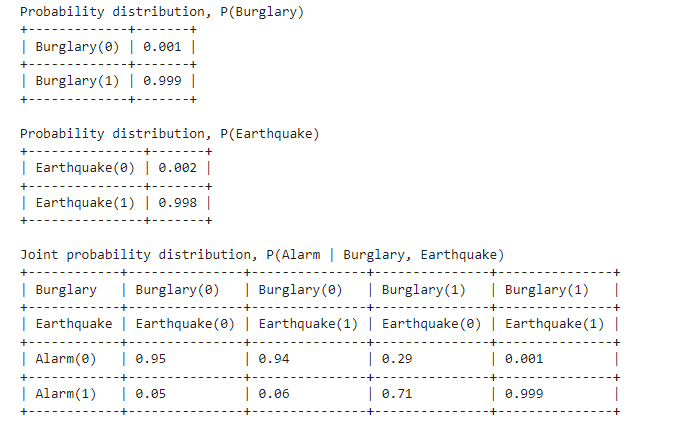 Probability distribution, P(Burglary)
+-------------+-------+
| Burglary(0) | 0.001 |
+-------------+-------+
| Burglary(1) | 0.999 |
+-------------+-------+
Probability distribution, P(Earthquake)
+---------------+-------+
| Earthquake(0) | 0.002 |
+---------------+-------+
| Earthquake(1) | 0.998 |
+---------------+-------+
Joint probability distribution, P(Alarm | Burglary, Earthquake)
+------------+---------------+---------------+---------------+---------------+
| Burglary   | Burglary(0)   | Burglary(0)   | Burglary(1)   | Burglary(1)   |
+------------+---------------+---------------+---------------+---------------+
| Earthquake | Earthquake(0) | Earthquake(1) | Earthquake(0) | Earthquake(1) |
+------------+---------------+---------------+---------------+---------------+
| Alarm(0)   | 0.95          | 0.94          | 0.29          | 0.001         |
+------------+---------------+---------------+---------------+---------------+
| Alarm(1)   | 0.05          | 0.06          | 0.71          | 0.999         |
+------------+---------------+---------------+---------------+---------------+